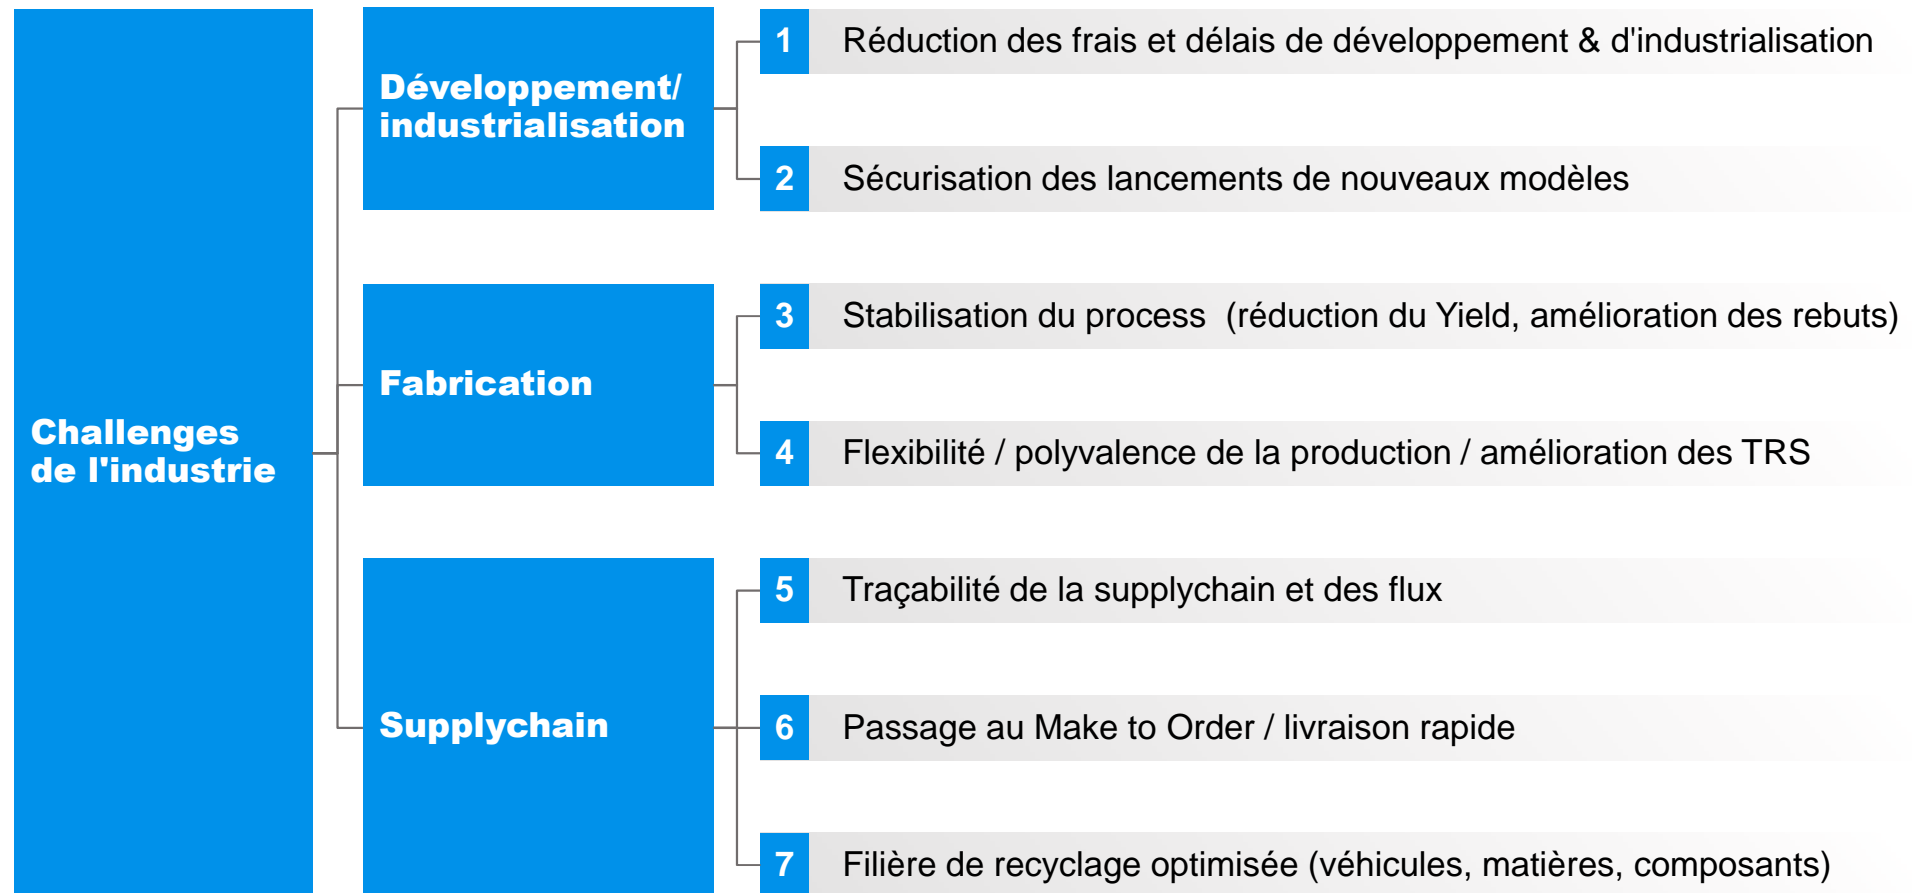 Challenges
de l'industrie
Développement/
industrialisation
1 Réduction des frais et délais de développement & d'industrialisation
2 Sécurisation des lancements de nouveaux modèles
Fabrication
3 Stabilisation du process (réduction du Yield, amélioration des rebuts)
4 Flexibilité / polyvalence de la production / amélioration des TRS
Supplychain
5 Traçabilité de la supplychain et des flux
6 Passage au Make to Order / livraison rapide
7 Filière de recyclage optimisée (véhicules, matières, composants)